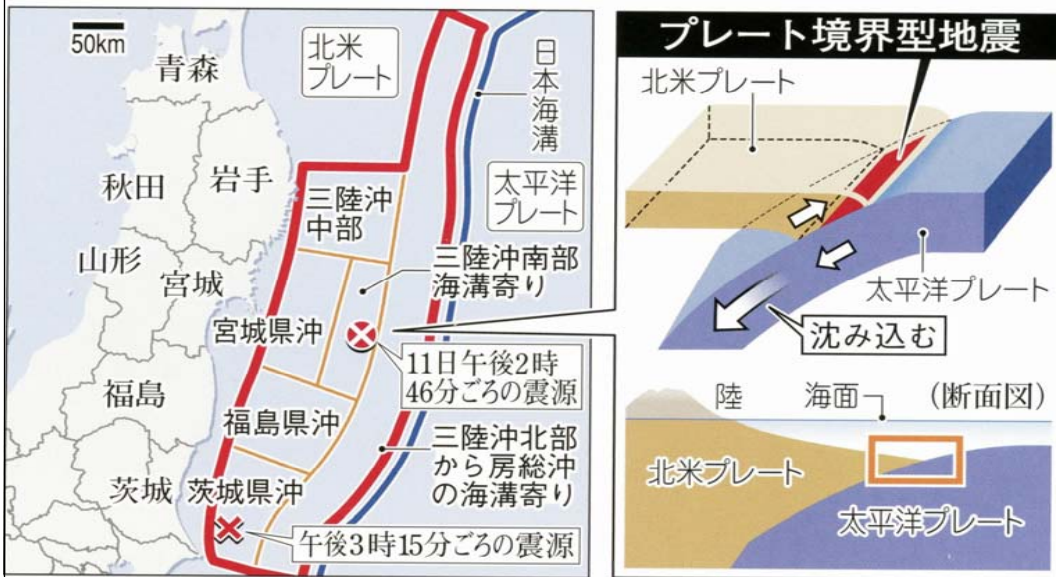 50km
青森
秋田
岩手
山形
宮城
福島
茨城
北米
プレート
日本海溝
太平洋
プレート
三陸沖
中部
三陸沖南部
海溝寄り
宮城県沖
11日午後2時
46分ごろの震源
福島県沖
三陸沖北部
から房総沖
の海溝寄り
茨城県沖
午後3時15分ごろの震源
プレート境界型地震
北米プレート
太平洋プレート
沈み込む
陸
海面
(断面図)
北米プレート
太平洋プレート